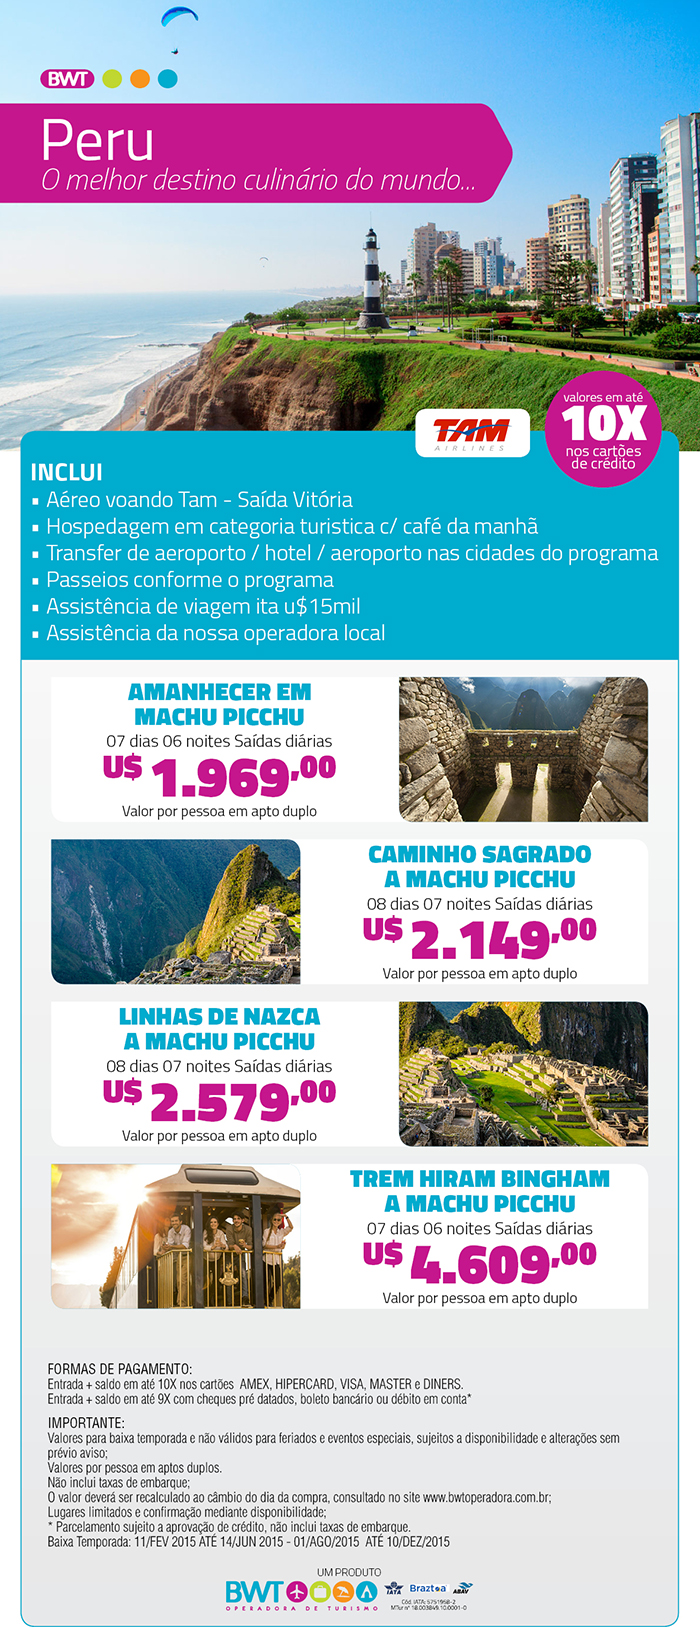 BWT
Peru
O melhor destino culinário do mundo...
TAM
AIRLINES
valores em até
10X
nos cartões
de crédito
INCLUI
▪ Aéreo voando Tam - Saída Vitória
▪ Hospedagem em categoria turistica c/ café da manhã
▪ Transfer de aeroporto / hotel / aeroporto nas cidades do programa
▪ Passeios conforme o programa
▪ Assistência de viagem ita u$15mil
▪ Assistência da nossa operadora local
AMANHECER EM
MACHU PICCHU
07 dias 06 noites Saídas diárias
U$ 1.969,00
Valor por pessoa em apto duplo
CAMINHO SAGRADO
A MACHU PICCHU
08 dias 07 noites Saídas diárias
U$ 2.149,00
Valor por pessoa em apto duplo
LINHAS DE NAZCA
A MACHU PICCHU
08 dias 07 noites Saídas diárias
U$ 2.579,00
Valor por pessoa em apto duplo
TREM HIRAM BINGHAM
A MACHU PICCHU
07 dias 06 noites Saídas diárias
U$ 4.609,00
Valor por pessoa em apto duplo
FORMAS DE PAGAMENTO:
Entrada + saldo em até 10X nos cartões AMEX, HIPERCARD, VISA, MASTER e DINERS.
Entrada + saldo em até 9X com cheques pré datados, boleto bancário ou débito em conta*
IMPORTANTE:
Valores para baixa temporada e não válidos para feriados e eventos especiais, sujeitos a disponibilidade e alterações sem
prévio aviso;
Valores por pessoa em aptos duplos.
Não inclui taxas de embarque;
O valor deverá ser recalculado ao câmbio do dia da compra, consultado no site www.bwtoperadora.com.br;
Lugares limitados e confirmação mediante disponibilidade;
* Parcelamento sujeito a aprovação de crédito, não inclui taxas de embarque.
Baixa Temporada: 11/FEV 2015 ATÉ 14/JUN 2015 - 01/AGO/2015 ATÉ 10/DEZ/2015
UM PRODUTO
BWT
OPERADORA DE TURISMO
IATA
Braztoa
ABAV
Cód. IATA: 5751958-2
MTur nº 18.003849.10.0001-0